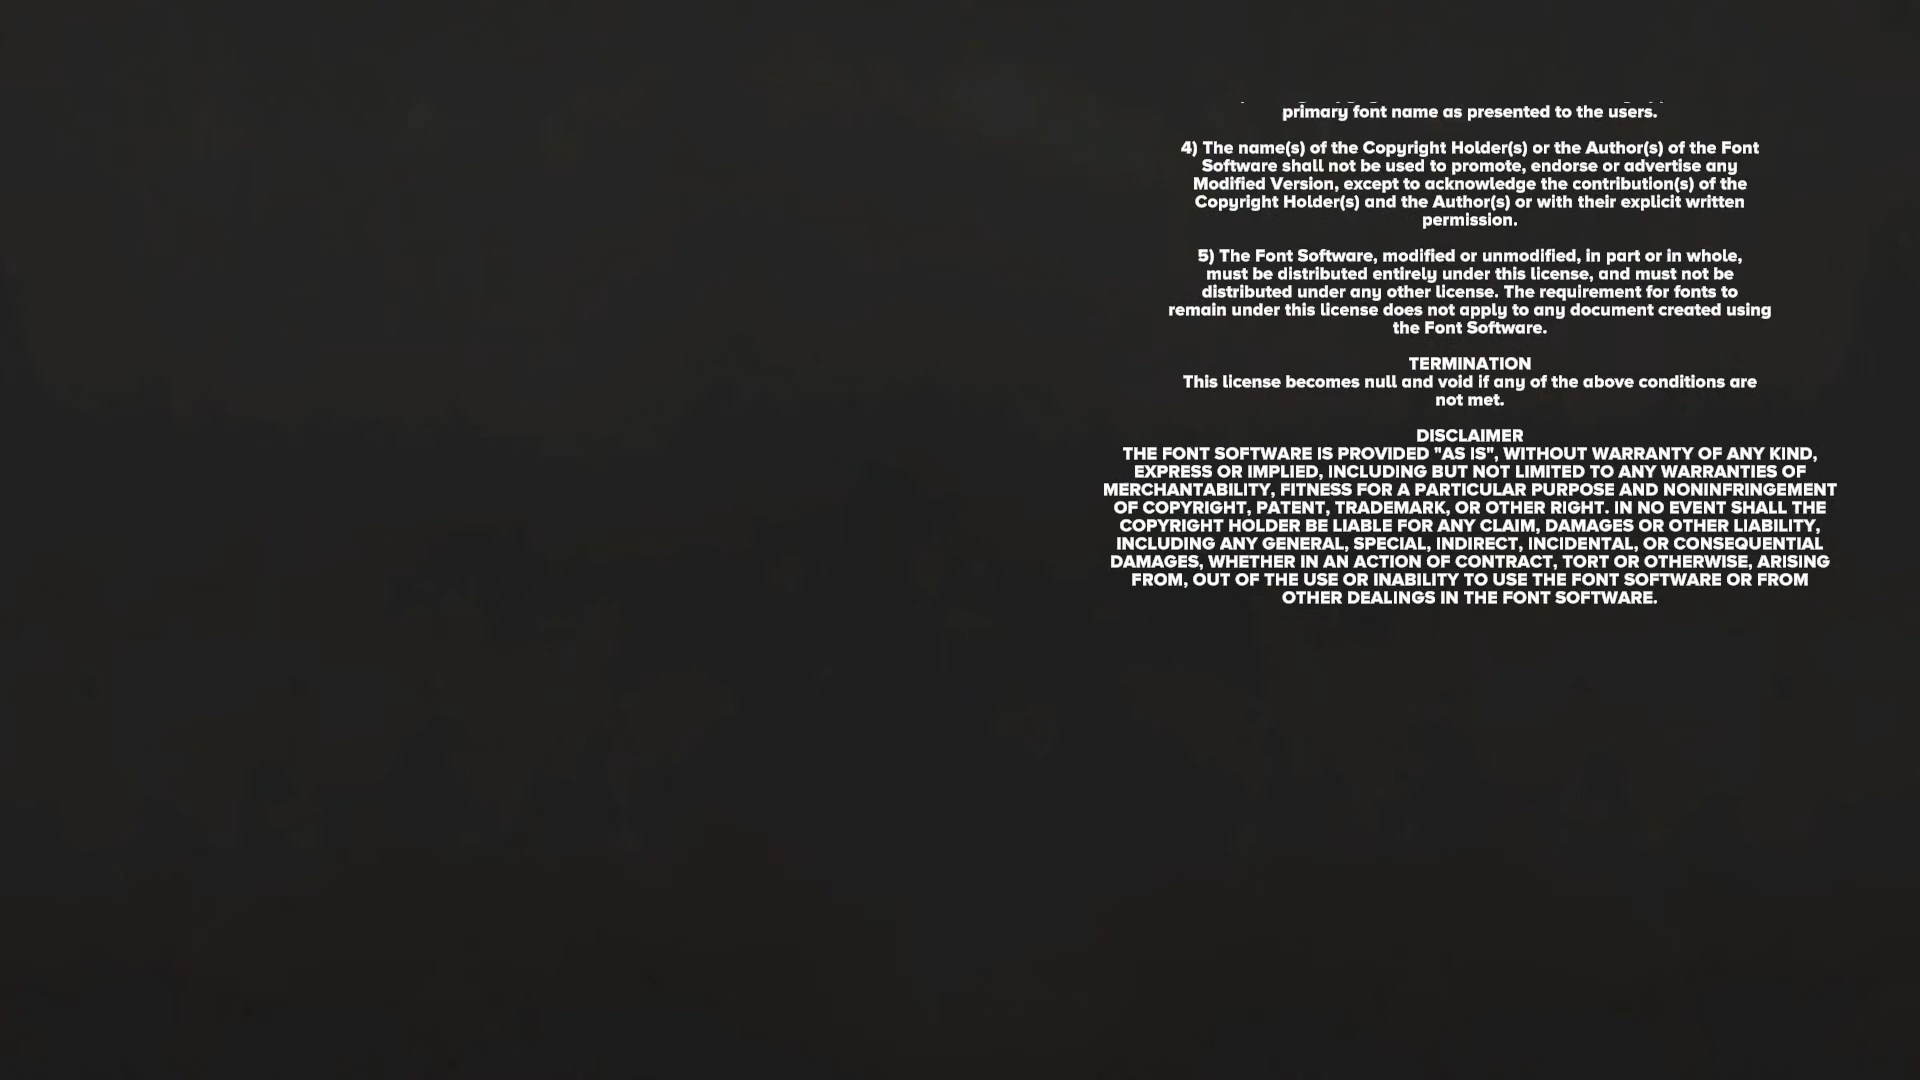 primary font name as presented to the users.
4) The name(s) of the Copyright Holder(s) or the Author(s) of the Font
Software shall not be used to promote, endorse or advertise any
Modified Version, except to acknowledge the contribution(s) of the
Copyright Holder(s) and the Author(s) or with their explicit written
permission.
5) The Font Software, modified or unmodified, in part or in whole,
must be distributed entirely under this license, and must not be
distributed under any other license. The requirement for fonts to
remain under this license does not apply to any document created using
the Font Software.
TERMINATION
This license becomes null and void if any of the above conditions are
not met.
DISCLAIMER
THE FONT SOFTWARE IS PROVIDED "AS IS", WITHOUT WARRANTY OF ANY KIND,
EXPRESS OR IMPLIED, INCLUDING BUT NOT LIMITED TO ANY WARRANTIES OF
MERCHANTABILITY, FITNESS FOR A PARTICULAR PURPOSE AND NONINFRINGEMENT
OF COPYRIGHT, PATENT, TRADEMARK, OR OTHER RIGHT. IN NO EVENT SHALL THE
COPYRIGHT HOLDER BE LIABLE FOR ANY CLAIM, DAMAGES OR OTHER LIABILITY,
INCLUDING ANY GENERAL, SPECIAL, INDIRECT, INCIDENTAL, OR CONSEQUENTIAL
DAMAGES, WHETHER IN AN ACTION OF CONTRACT, TORT OR OTHERWISE, ARISING
FROM, OUT OF THE USE OR INABILITY TO USE THE FONT SOFTWARE OR FROM
OTHER DEALINGS IN THE FONT SOFTWARE.